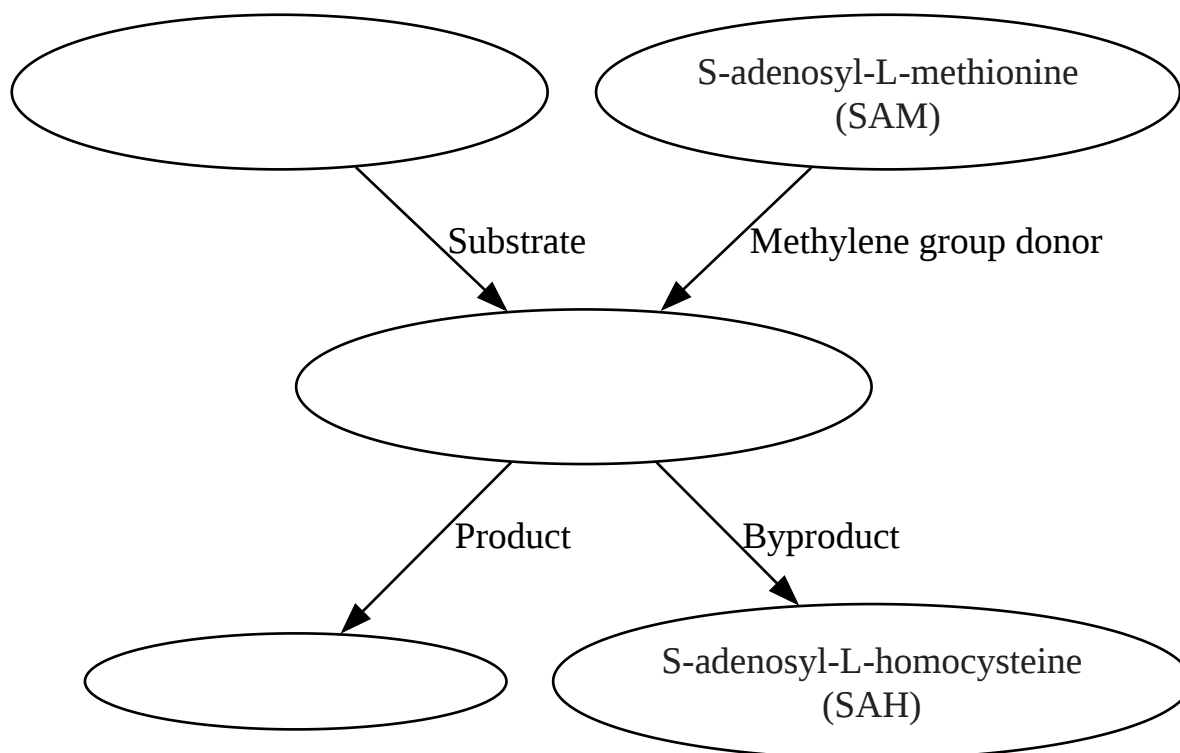 S-adenosyl-L-methionine
(SAM)
Substrate
Methylene group donor
Product
Byproduct
S-adenosyl-L-homocysteine
(SAH)